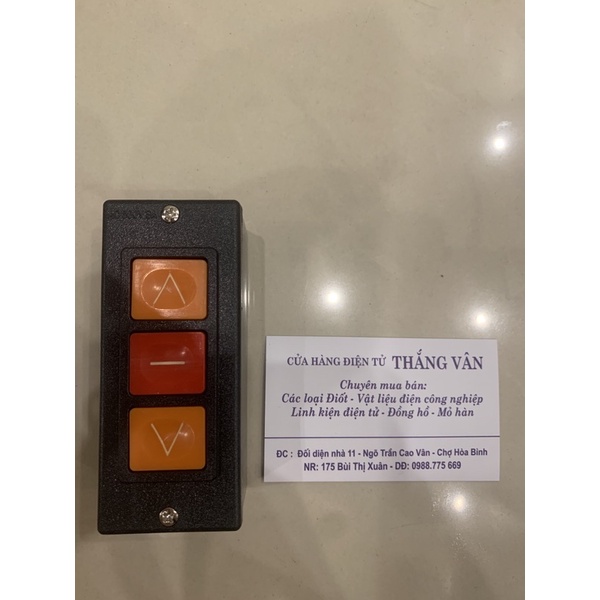 CỬA HÀNG ĐIỆN TỬ THẮNG VÂN
Chuyên mua bán:
Các loại Điốt - Vật liệu điện công nghiệp
Linh kiện điện tử - Đồng hồ - Mỏ hàn
ĐC : Đối diện nhà 11 - Ngõ Trần Cao Vân - Chợ Hòa Bình
NR: 175 Bùi Thị Xuân - DĐ: 0988.775 669